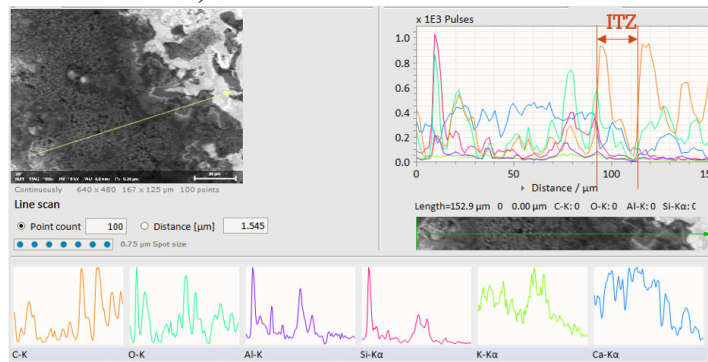 x 1E3 Pulses
ITZ
1.0
0.8
0.6
0.4
0.2
0.0
0 50 100 150
Distance / µm
Continuously 640 x 480 167 x 125 µm 100 points
Line scan
Point count 100 Distance [µm] 1.545
0.75 µm Spot size
Length=152.9 µm 0 0.00 µm C-K: 0 O-K: 0 Al-K: 0 Si-Kα: 0
C-K O-K Al-K Si-Kα K-Kα Ca-Kα